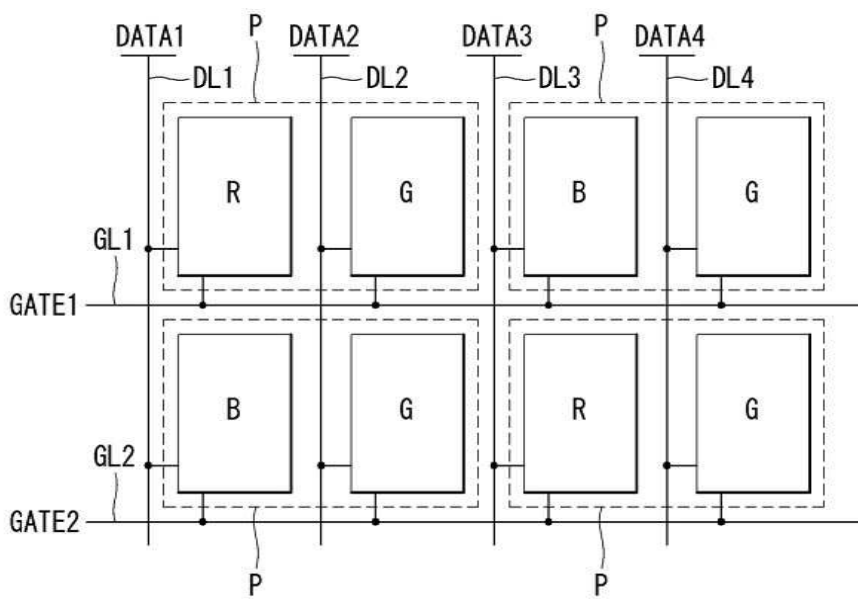 P P
DATA1 DATA2 DATA3 DATA4
DL1 DL2 DL3 DL4
R G B G
GL1
GATE1
B G R G
GL2
GATE2
P P